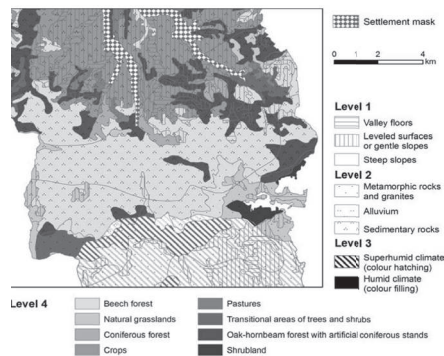 Settlement mask
0 1 2 4
km
Level 1
Valley floors
Leveled surfaces
or gentle slopes
Steep slopes
Level 2
Metamorphic rocks
and granites
Alluvium
Sedimentary rocks
Level 3
Superhumid climate
(colour hatching)
Humid climate
(colour filling)
Level 4
Beech forest
Natural grasslands
Coniferous forest
Crops
Pastures
Transitional areas of trees and shrubs
Oak-hornbeam forest with artificial coniferous stands
Shrubland